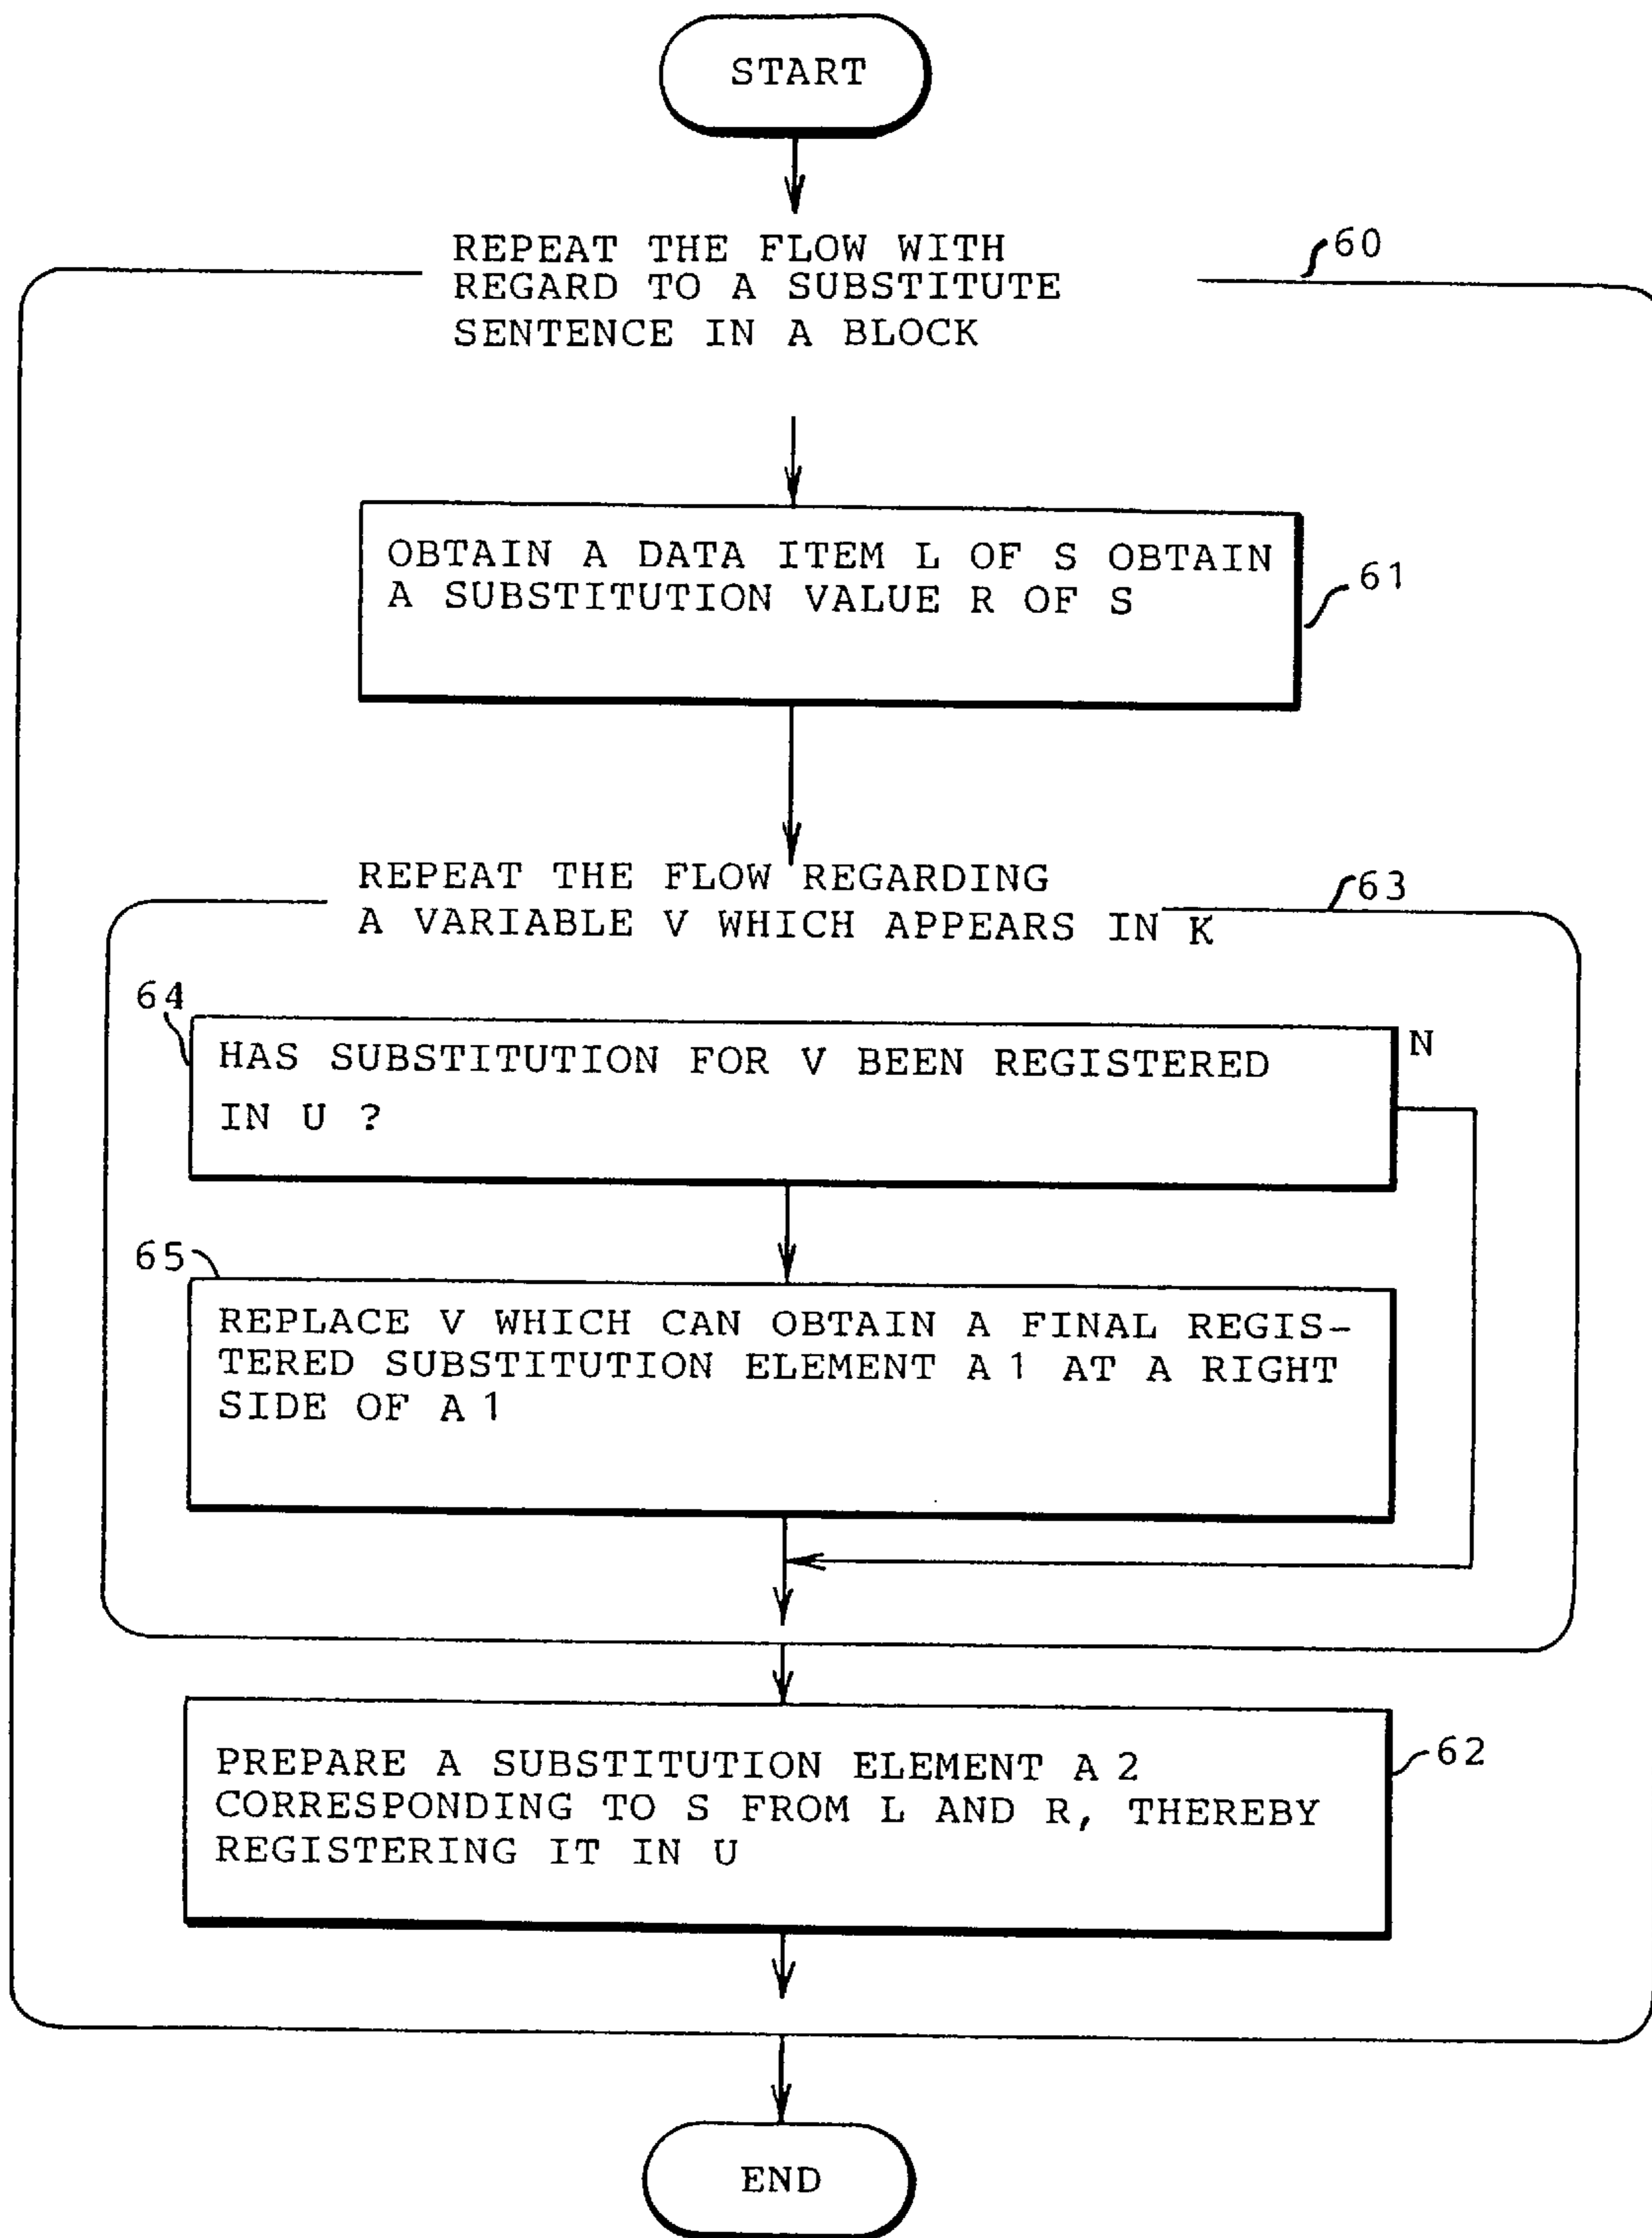 START
REPEAT THE FLOW WITH
REGARD TO A SUBSTITUTE
SENTENCE IN A BLOCK
60
OBTAIN A DATA ITEM L OF S OBTAIN
A SUBSTITUTION VALUE R OF S
61
REPEAT THE FLOW REGARDING
A VARIABLE V WHICH APPEARS IN K
63
64
HAS SUBSTITUTION FOR V BEEN REGISTERED
IN U ?
N
65
REPLACE V WHICH CAN OBTAIN A FINAL REGIS-
TERED SUBSTITUTION ELEMENT A1 AT A RIGHT
SIDE OF A1
PREPARE A SUBSTITUTION ELEMENT A2
CORRESPONDING TO S FROM L AND R, THEREBY
REGISTERING IT IN U
62
END